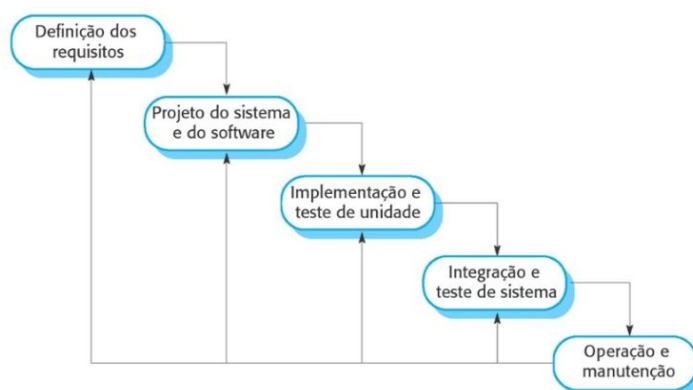 Definição dos
requisitos
Projeto do sistema
e do software
Implementação e
teste de unidade
Integração e
teste de sistema
Operação e
manutenção